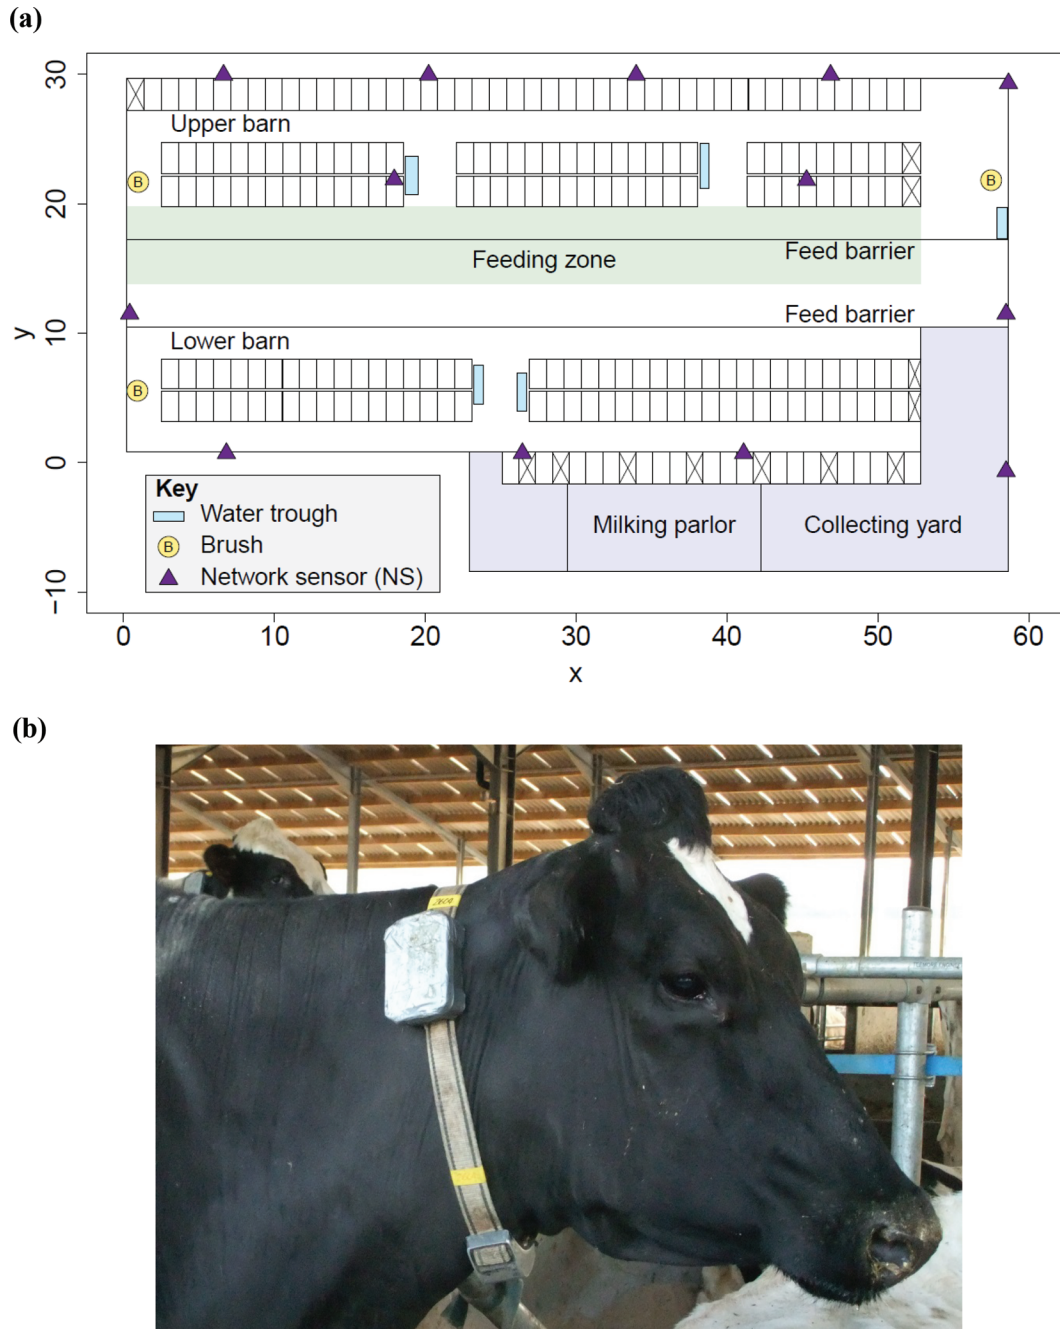 (a)
30
Upper barn
B
B
20
Feed barrier
Feeding zone
y
10
Feed barrier
Lower barn
B
0
Key
Water trough
B Brush
Network sensor (NS)
Milking parlor
Collecting yard
−10
0 10 20 30 40 50 60
x
(b)